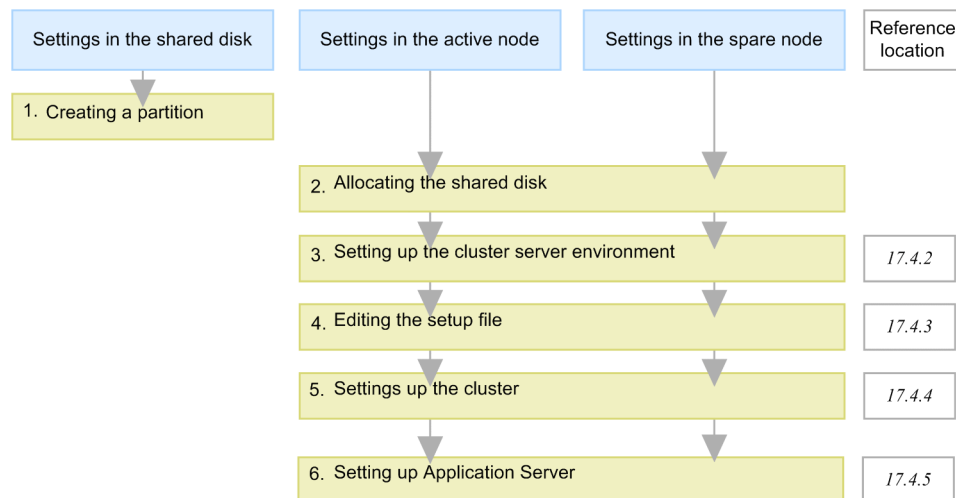 Settings in the shared disk
Settings in the active node
Settings in the spare node
Reference
location
1. Creating a partition
2. Allocating the shared disk
3. Setting up the cluster server environment
17.4.2
4. Editing the setup file
17.4.3
5. Settings up the cluster
17.4.4
6. Setting up Application Server
17.4.5